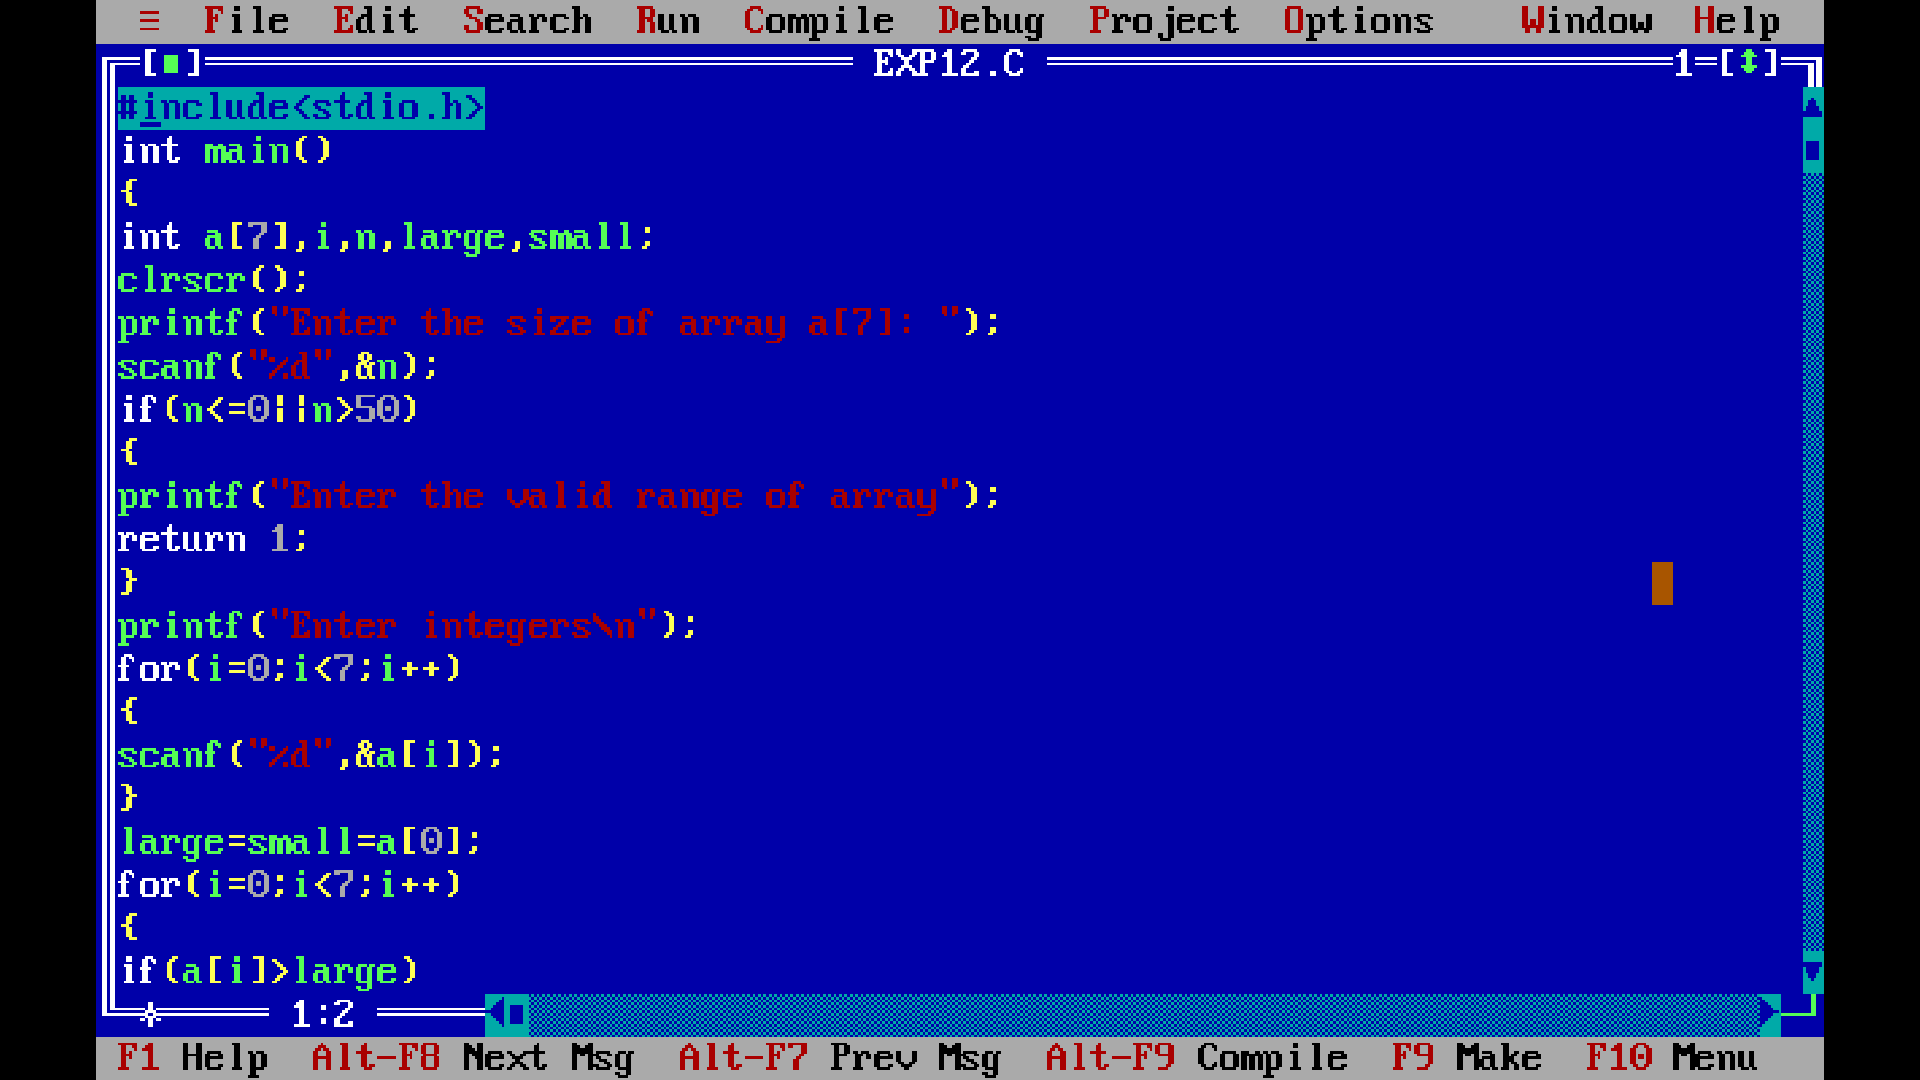 ≡ File Edit Search Run Compile Debug Project Options Window Help
[■] EXP12.C 1=[↕]
#include<stdio.h>
int main()
{
int a[7],i,n,large,small;
clrscr();
printf("Enter the size of array a[7]: ");
scanf("%d",&n);
if(n<=0||n>50)
{
printf("Enter the valid range of array");
return 1;
}
printf("Enter integers\n");
for(i=0;i<7;i++)
{
scanf("%d",&a[i]);
}
large=small=a[0];
for(i=0;i<7;i++)
{
if(a[i]>large)
1:2
F1 Help Alt-F8 Next Msg Alt-F7 Prev Msg Alt-F9 Compile F9 Make F10 Menu